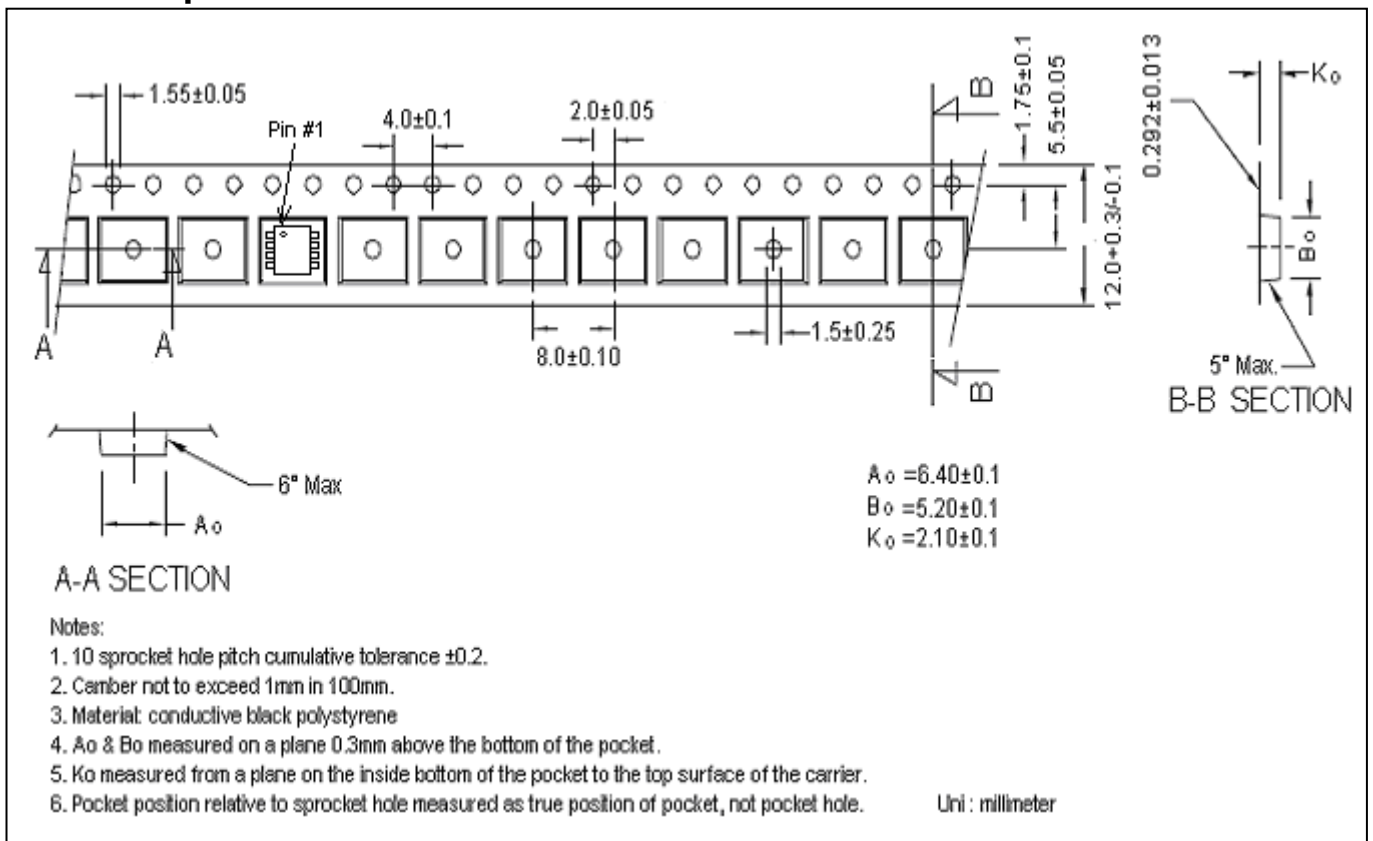 1.55±0.05
Pin #1
4.0±0.1
2.0±0.05
B
1.75±0.1
5.5±0.05
0.292±0.013
Ko
12.0+0.3/-0.1
Bo
A
A
8.0±0.10
1.5±0.25
B
5° Max.
B-B SECTION
6° Max
Ao
A-A SECTION
Ao =6.40±0.1
Bo =5.20±0.1
Ko =2.10±0.1
Notes:
1. 10 sprocket hole pitch cumulative tolerance ±0.2.
2. Camber not to exceed 1mm in 100mm.
3. Material: conductive black polystyrene
4. Ao & Bo measured on a plane 0.3mm above the bottom of the pocket.
5. Ko measured from a plane on the inside bottom of the pocket to the top surface of the carrier.
6. Pocket position relative to sprocket hole measured as true position of pocket, not pocket hole. Uni : millimeter